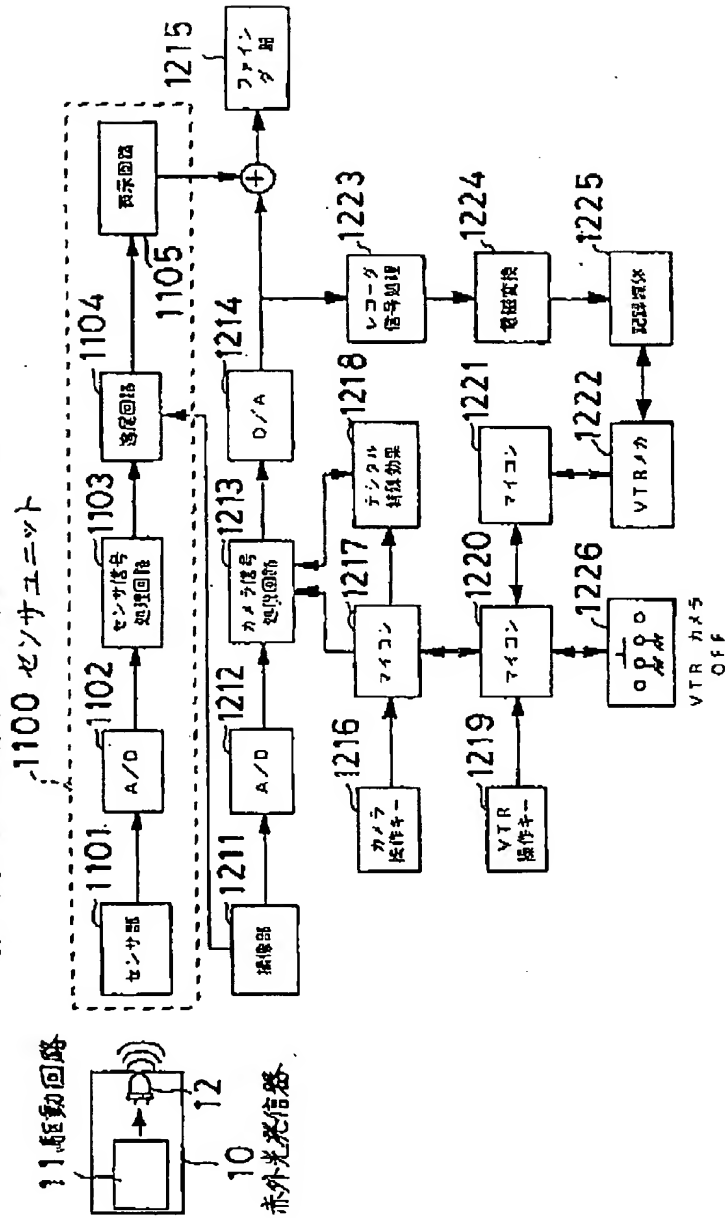 1100 センサユニット
11 駆動回路
12
10
赤外光発信器
1101
センサ部
1102
A/D
1103
センサ信号
処理回路
1104
追尾回路
1105
表示回路
1211
撮像部
1212
A/D
1213
カメラ信号
処理回路
1214
D/A
1215
ファイン
ダ部
1216
カメラ
操作キー
1217
マイコン
1218
デジタル
特殊効果
1223
レコーダ
信号処理
1224
電磁変換
1225
記録媒体
1219
VTR
操作キー
1220
マイコン
1221
マイコン
1222
VTRメカ
1226
VTR カメラ
OFF